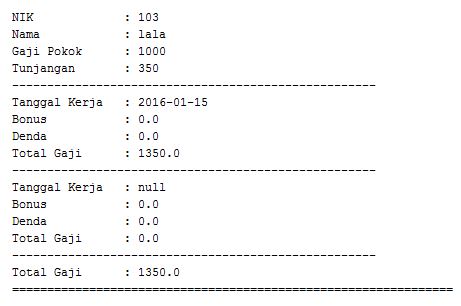 NIK : 103
Nama : lala
Gaji Pokok : 1000
Tunjangan : 350
----------------------------------------------------
Tanggal Kerja : 2016-01-15
Bonus : 0.0
Denda : 0.0
Total Gaji : 1350.0
----------------------------------------------------
Tanggal Kerja : null
Bonus : 0.0
Denda : 0.0
Total Gaji : 0.0
----------------------------------------------------
Total Gaji : 1350.0
===============================================================